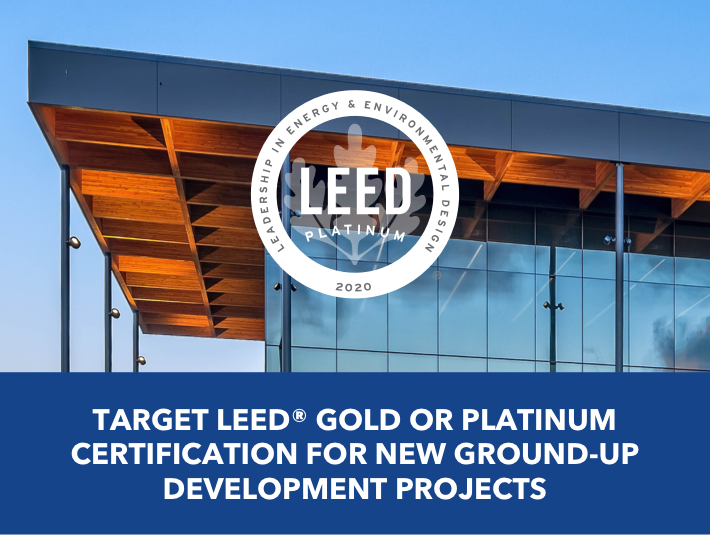 LEADERSHIP IN ENERGY & ENVIRONMENTAL DESIGN
LEED
PLATINUM
®
2020
TARGET LEED® GOLD OR PLATINUM
CERTIFICATION FOR NEW GROUND-UP
DEVELOPMENT PROJECTS